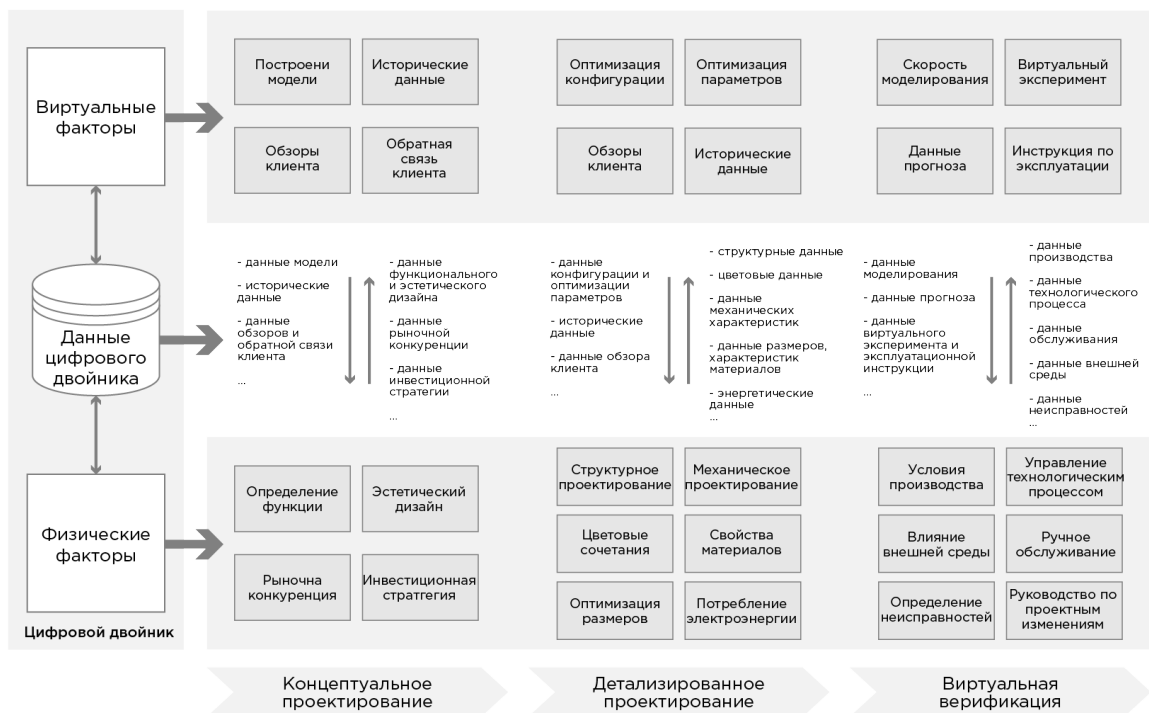 Виртуальные
факторы
Данные
цифрового
двойника
Физические
факторы
Цифровой двойник
Построени
модели
Исторические
данные
Обзоры
клиента
Обратная
связь
клиента
Оптимизация
конфигурации
Оптимизация
параметров
Обзоры
клиента
Исторические
данные
Скорость
моделирования
Виртуальный
эксперимент
Данные
прогноза
Инструкция по
эксплуатации
- данные модели
- исторические
данные
- данные
обзоров и
обратной связи
клиента
...
- данные
функционального
и эстетического
дизайна
- данные
рыночной
конкуренции
- данные
инвестиционной
стратегии
...
- данные
конфигурации и
оптимизации
параметров
- исторические
данные
- данные обзора
клиента
...
- структурные данные
- цветовые данные
- данные
механических
характеристик
- данные размеров,
характеристик
материалов
- энергетические
данные
...
- данные
моделирования
- данные прогноза
- данные
виртуального
эксперимента и
эксплуатационной
инструкции
...
- данные
производства
- данные
технологического
процесса
- данные
обслуживания
- данные внешней
среды
- данные
неисправностей
...
Определение
функции
Эстетический
дизайн
Рыночна
конкуренция
Инвестиционная
стратгегия
Структурное
проектирование
Механическое
проектирование
Цветовые
сочетания
Свойства
материалов
Оптимизация
размеров
Потребление
электроэнергии
Условия
производства
Управление
технологическим
процессом
Влияние
внешней среды
Ручное
обслуживание
Определение
неисправностей
Руководство по
проектным
изменениям
Концептуальное
проектирование
Детализированное
проектирование
Виртуальная
верификация